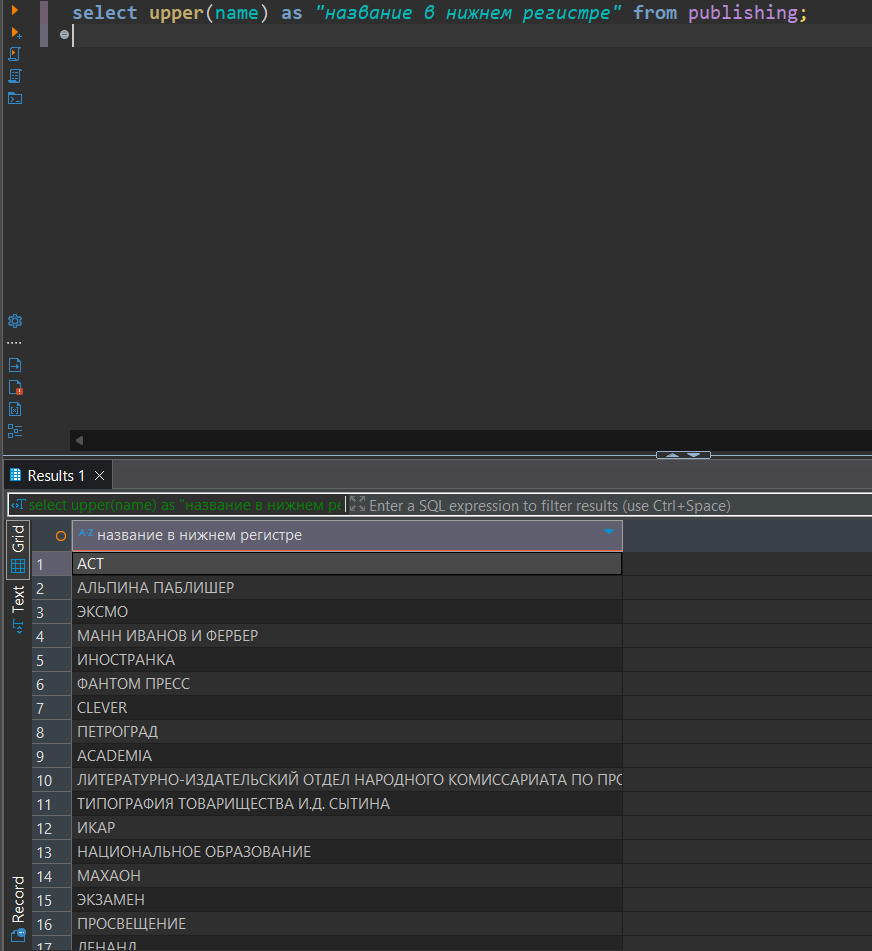 select upper(name) as "название в нижнем регистре" from publishing;
Results 1
select upper(name) as "название в нижнем ре
Enter a SQL expression to filter results (use Ctrl+Space)
Grid
Text
Record
A-Z название в нижнем регистре
1 АСТ
2 АЛЬПИНА ПАБЛИШЕР
3 ЭКСМО
4 МАНН ИВАНОВ И ФЕРБЕР
5 ИНОСТРАНКА
6 ФАНТОМ ПРЕСС
7 CLEVER
8 ПЕТРОГРАД
9 ACADEMIA
10 ЛИТЕРАТУРНО-ИЗДАТЕЛЬСКИЙ ОТДЕЛ НАРОДНОГО КОМИССАРИАТА ПО ПРО
11 ТИПОГРАФИЯ ТОВАРИЩЕСТВА И.Д. СЫТИНА
12 ИКАР
13 НАЦИОНАЛЬНОЕ ОБРАЗОВАНИЕ
14 МАХАОН
15 ЭКЗАМЕН
16 ПРОСВЕЩЕНИЕ
17 ЛЕНАНД